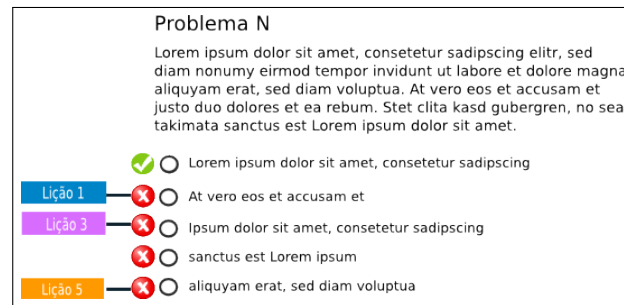 Problema N
Lorem ipsum dolor sit amet, consetetur sadipscing elitr, sed
diam nonumy eirmod tempor invidunt ut labore et dolore magna
aliquyam erat, sed diam voluptua. At vero eos et accusam et
justo duo dolores et ea rebum. Stet clita kasd gubergren, no sea
takimata sanctus est Lorem ipsum dolor sit amet.
Lorem ipsum dolor sit amet, consetetur sadipscing
Lição 1 At vero eos et accusam et
Lição 3 Ipsum dolor sit amet, consetetur sadipscing
sanctus est Lorem ipsum
Lição 5 aliquyam erat, sed diam voluptua